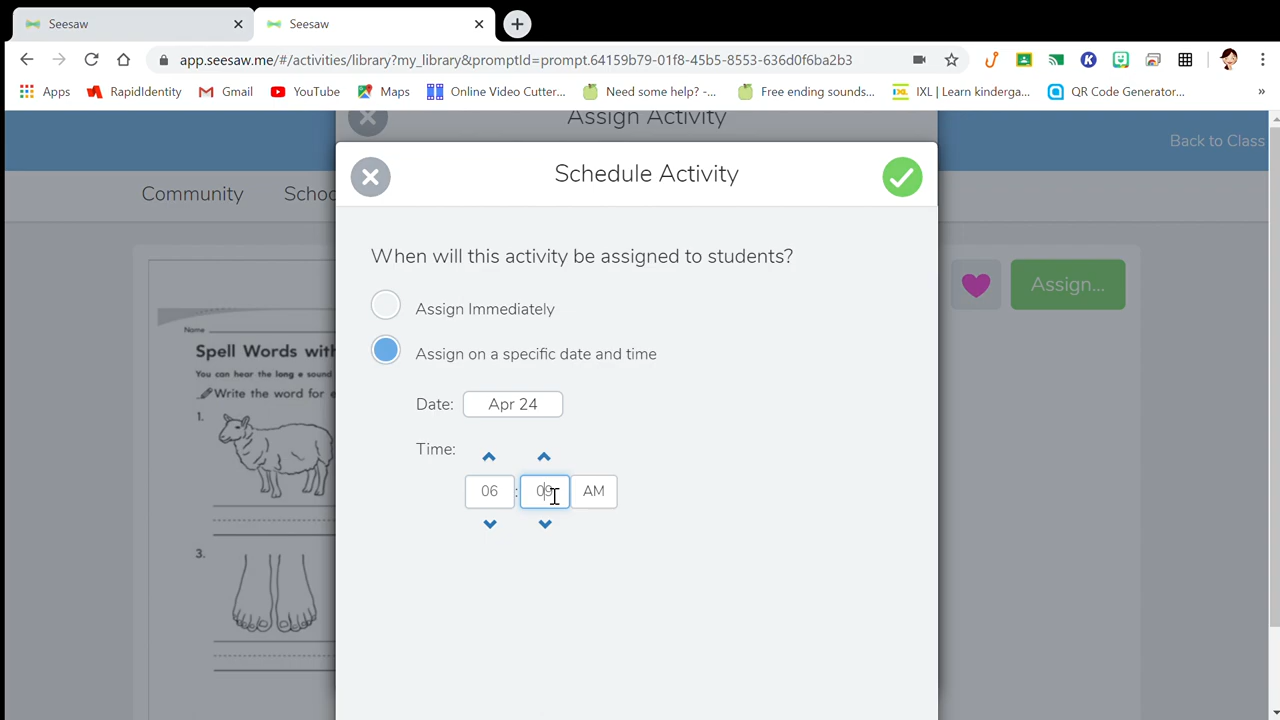 Seesaw
Seesaw
app.seesaw.me/#/activities/library?my_library&promptId=prompt.64159b79-01f8-45b5-8553-636d0f6ba2b3
Apps RapidIdentity Gmail YouTube Maps Online Video Cutter... Need some help? -... Free ending sounds... IXL | Learn kinderga... QR Code Generator... »
Assign Activity
Back to Class
Schedule Activity
Community Schoo
When will this activity be assigned to students?
Assign...
Assign Immediately
Name
Spell Words with
Assign on a specific date and time
You can hear the long e sound
Write the word for e
Date: Apr 24
1.
Time:
06 : 09 AM
3.